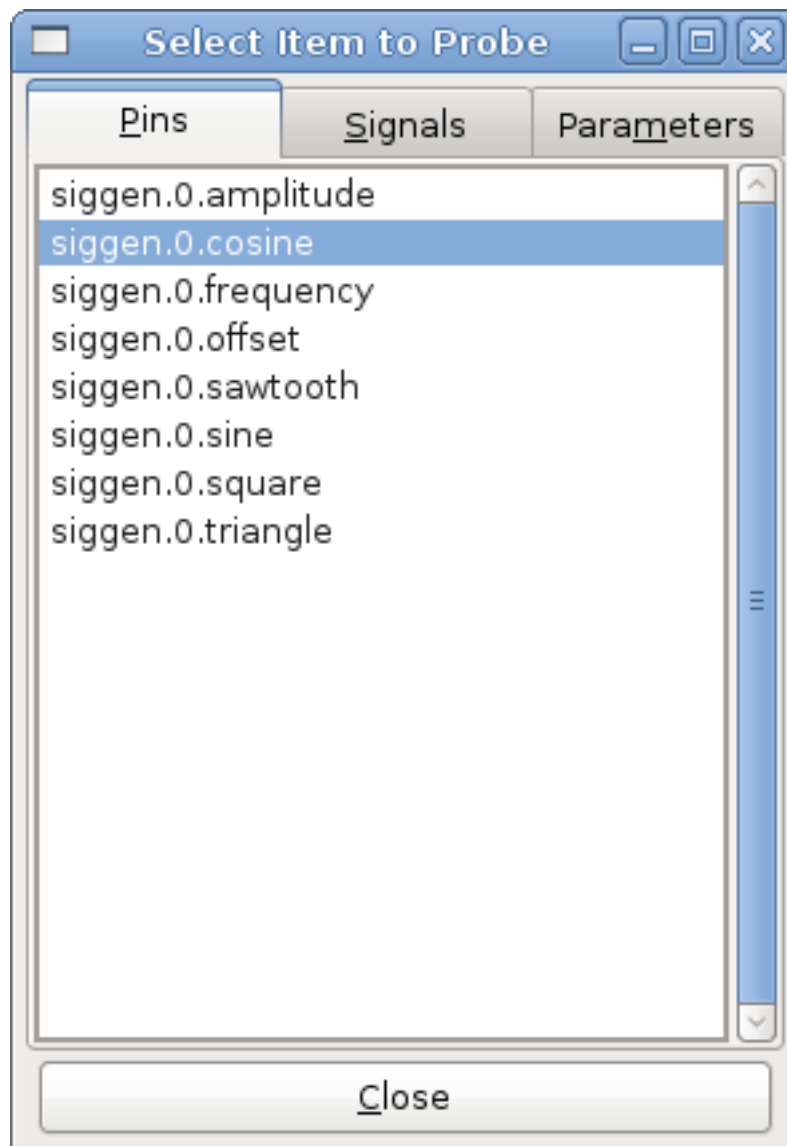 Select Item to Probe
Pins Signals Parameters
siggen.0.amplitude
siggen.0.cosine
siggen.0.frequency
siggen.0.offset
siggen.0.sawtooth
siggen.0.sine
siggen.0.square
siggen.0.triangle
Close